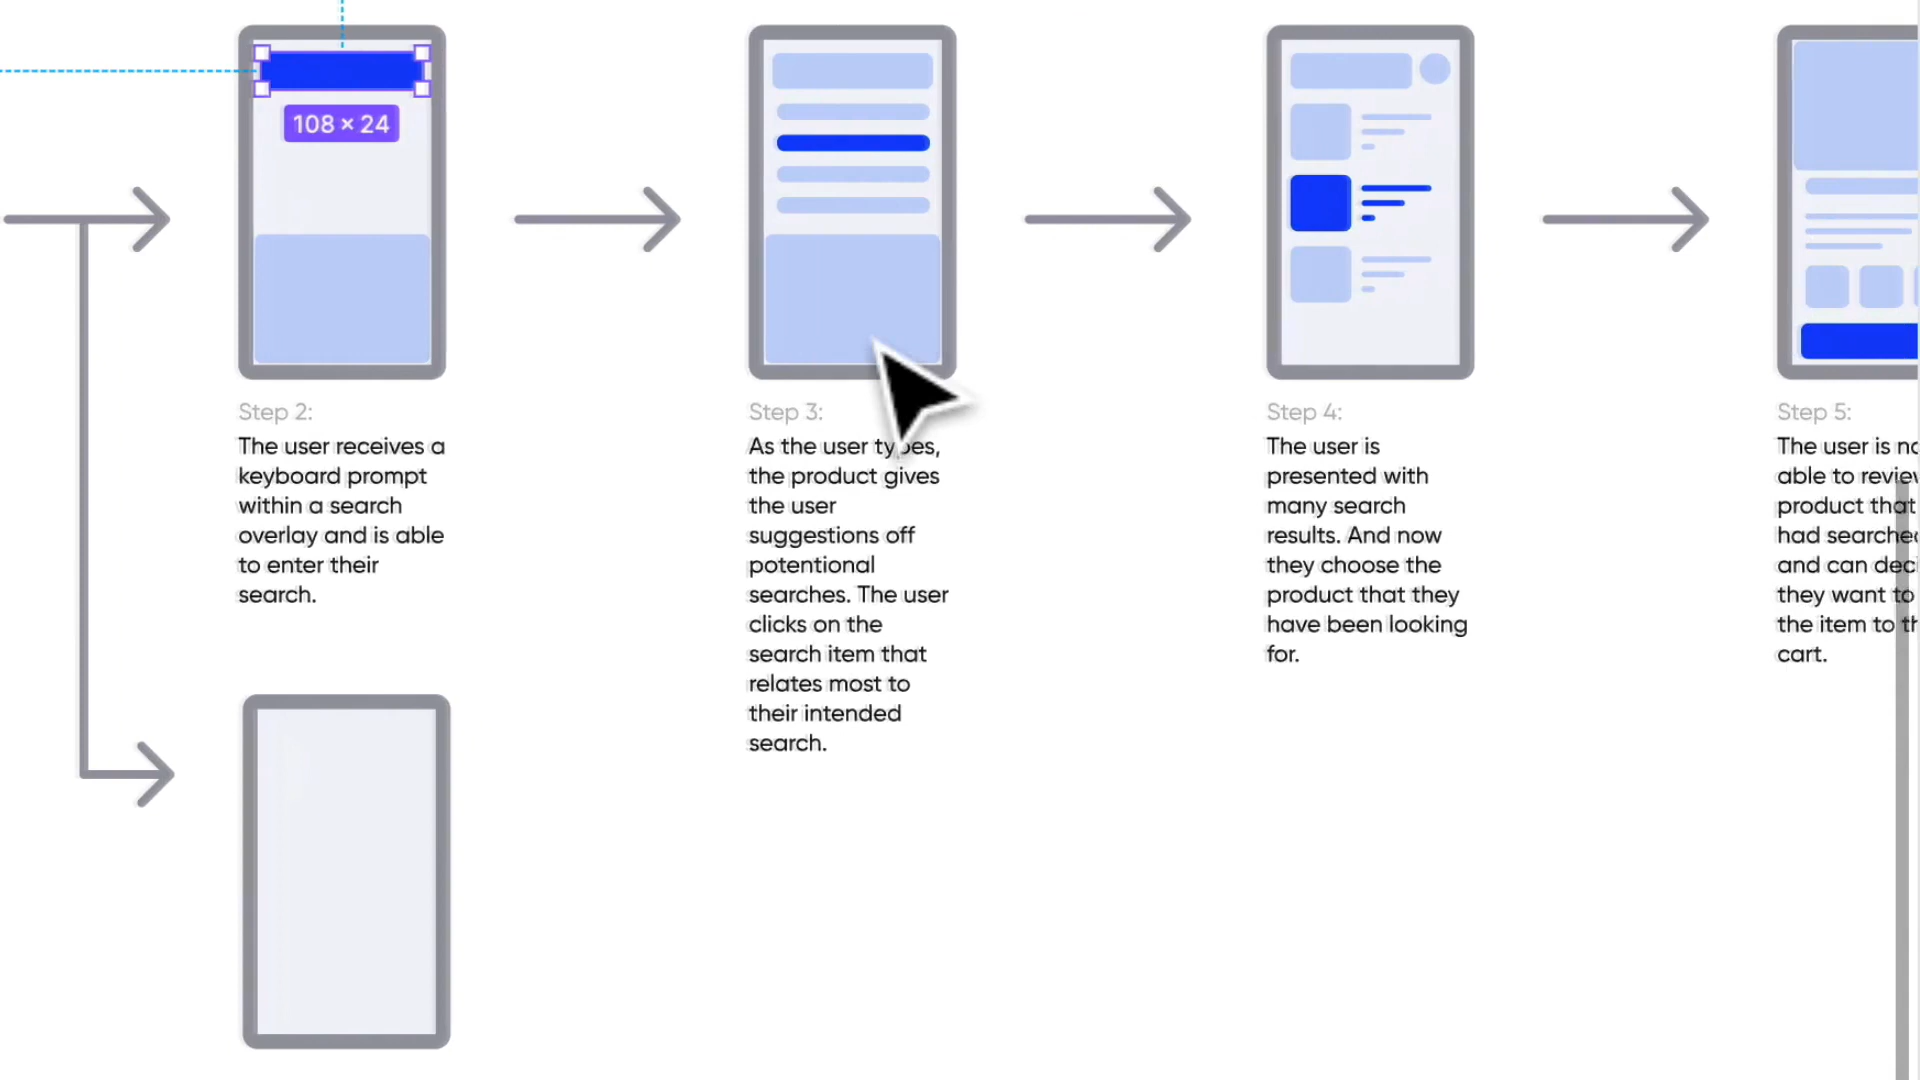 108 × 24
Step 2:
The user receives a
keyboard prompt
within a search
overlay and is able
to enter their
search.
Step 3:
As the user types,
the product gives
the user
suggestions off
potentional
searches. The user
clicks on the
search item that
relates most to
their intended
search.
Step 4:
The user is
presented with
many search
results. And now
they choose the
product that they
have been looking
for.
Step 5:
The user is
able to review
product that
had searched
and can
they want to
the item to
cart.